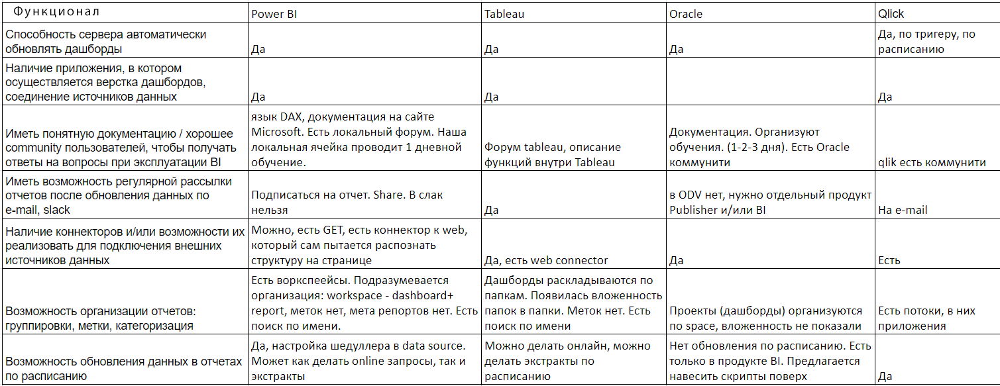 Функционал
Power BI
Tableau
Oracle
Qlick
Способность сервера автоматически
обновлять дашборды
Да
Да
Да
Да, по тригеру, по
расписанию
Наличие приложения, в котором
осуществляется верстка дашбордов,
соединение источников данных
Да
Да
Да
Иметь понятную документацию / хорошее
community пользователей, чтобы получать
ответы на вопросы при эксплуатации BI
язык DAX, документация на сайте
Microsoft. Есть локальный форум. Наша
локальная ячейка проводит 1 дневной
обучение.
Форум tableau, описание
функций внутри Tableau
Документация. Организуют
обучения. (1-2-3 дня). Есть Oracle
коммунити
qlik есть коммунити
Иметь возможность регулярной рассылки
отчетов после обновления данных по
e-mail, slack
Подписаться на отчет. Share. В слак
нельзя
Да
в ODV нет, нужно отдельный продукт
Publisher и/или BI
На e-mail
Наличие коннекторов и/или возможности их
реализовать для подключения внешних
источников данных
Можно, есть GET, есть коннектор к web,
который сам пытается распознать
структуру на странице
Да, есть web connector
Да
Есть
Возможность организации отчетов:
группировки, метки, категоризация
Есть воркспеейсы. Подразумевается
организация: workspace - dashboard+
report, меток нет, мета репортов нет. Есть
поиск по имени.
Дашборды раскладываются по
папкам. Появилась вложенность
папок в папки. Меток нет. Есть
поиск по имени
Проекты (дашборды) организуются
по space, вложенность не показали
Есть потоки, в них
приложения
Возможность обновления данных в отчетах
по расписанию
Да, настройка шедуллера в data source.
Может как делать online запросы, так и
экстракты
Можно делать онлайн, можно
делать экстракты по
расписанию
Нет обновления по расписанию. Есть
только в продукте BI. Предлагается
навесить скрипты поверх
Да